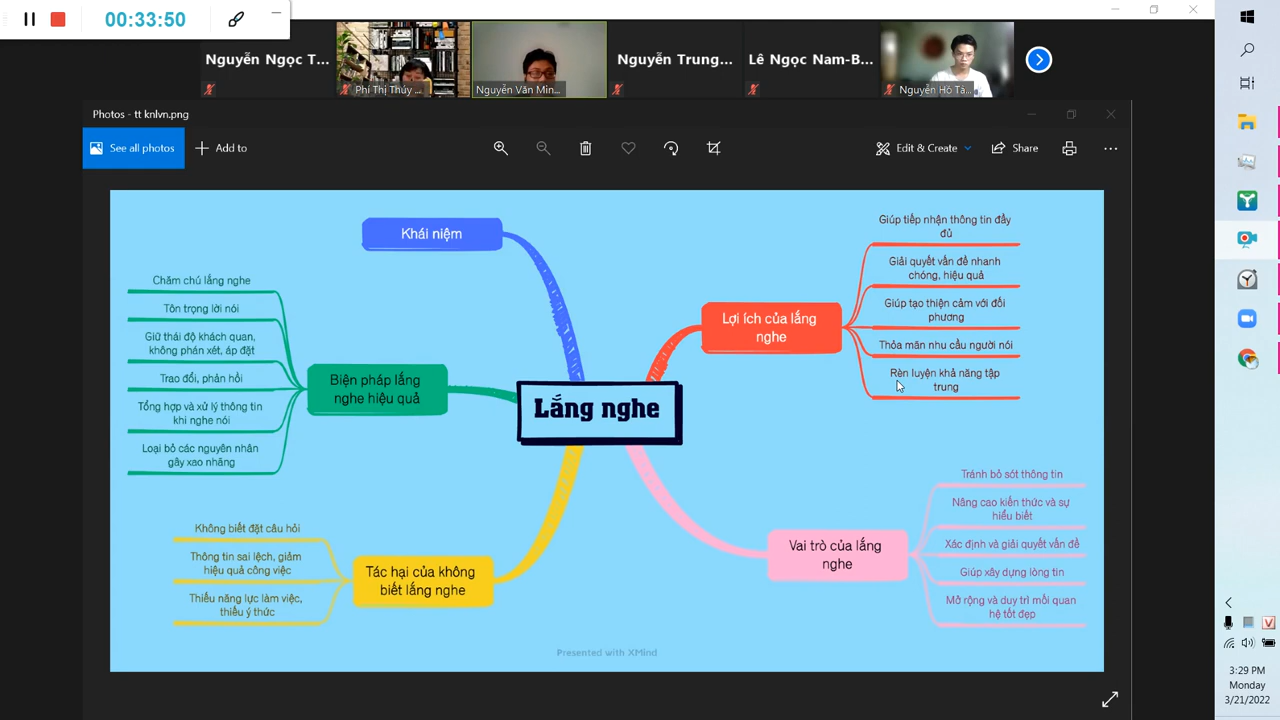 00:33:50
Nguyễn Ngọc T...
Nguyễn Trung...
Lê Ngọc Nam-B...
Phí Thị Thúy ...
Nguyễn Văn Min...
Nguyễn Hồ Tấ...
Photos - tt knlvn.png
See all photos
Add to
Edit & Create
Share
Khái niệm
Chăm chú lắng nghe
Tôn trọng lời nói
Giữ thái độ khách quan,
không phán xét, áp đặt
Trao đổi, phản hồi
Tổng hợp và xử lý thông tin
khi nghe nói
Loại bỏ các nguyên nhân
gây xao nhãng
Biện pháp lắng
nghe hiệu quả
Lắng nghe
Lợi ích của lắng
nghe
Giúp tiếp nhận thông tin đầy
đủ
Giải quyết vấn đề nhanh
chóng, hiệu quả
Giúp tạo thiện cảm với đối
phương
Thỏa mãn nhu cầu người nói
Rèn luyện khả năng tập
trung
Không biết đặt câu hỏi
Thông tin sai lệch, giảm
hiệu quả công việc
Thiếu năng lực làm việc,
thiếu ý thức
Tác hại của không
biết lắng nghe
Vai trò của lắng
nghe
Tránh bỏ sót thông tin
Nâng cao kiến thức và sự
hiểu biết
Xác định và giải quyết vấn đề
Giúp xây dựng lòng tin
Mở rộng và duy trì mối quan
hệ tốt đẹp
Presented with XMind
3:29 PM
Monday
3/21/2022